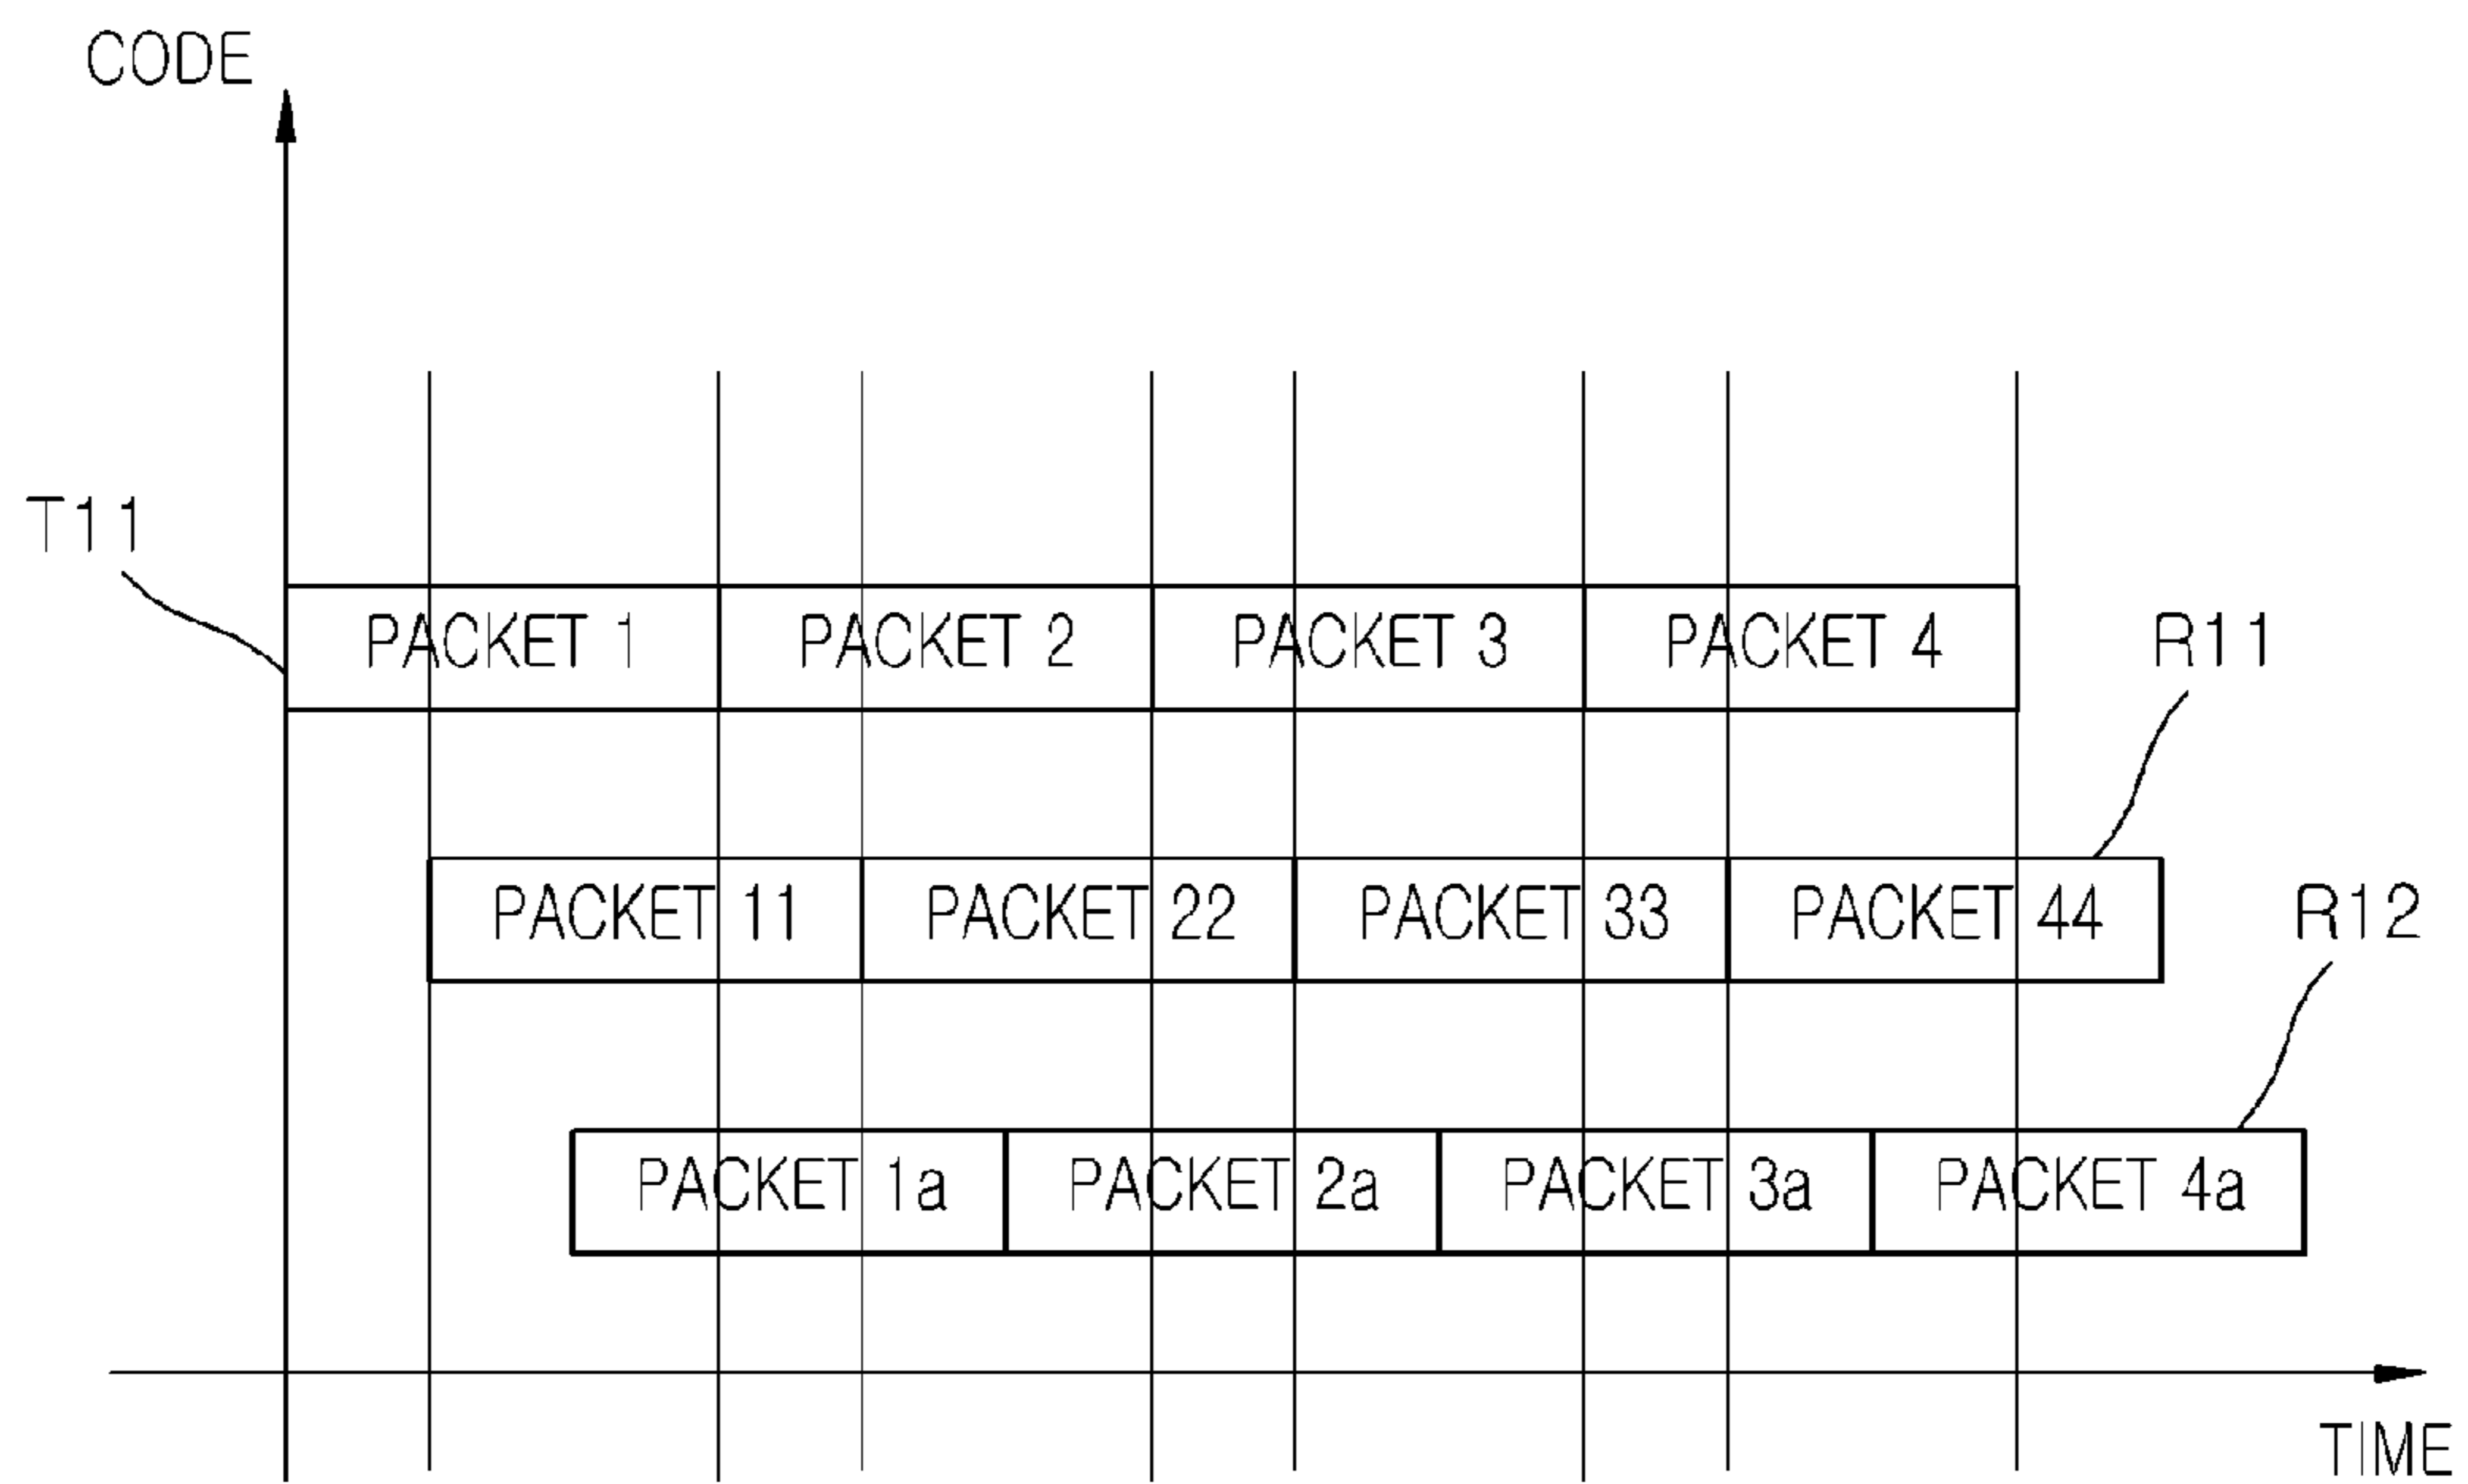 CODE
T11
PACKET 1 PACKET 2 PACKET 3 PACKET 4
R11
PACKET 11 PACKET 22 PACKET 33 PACKET 44
R12
PACKET 1a PACKET 2a PACKET 3a PACKET 4a
TIME